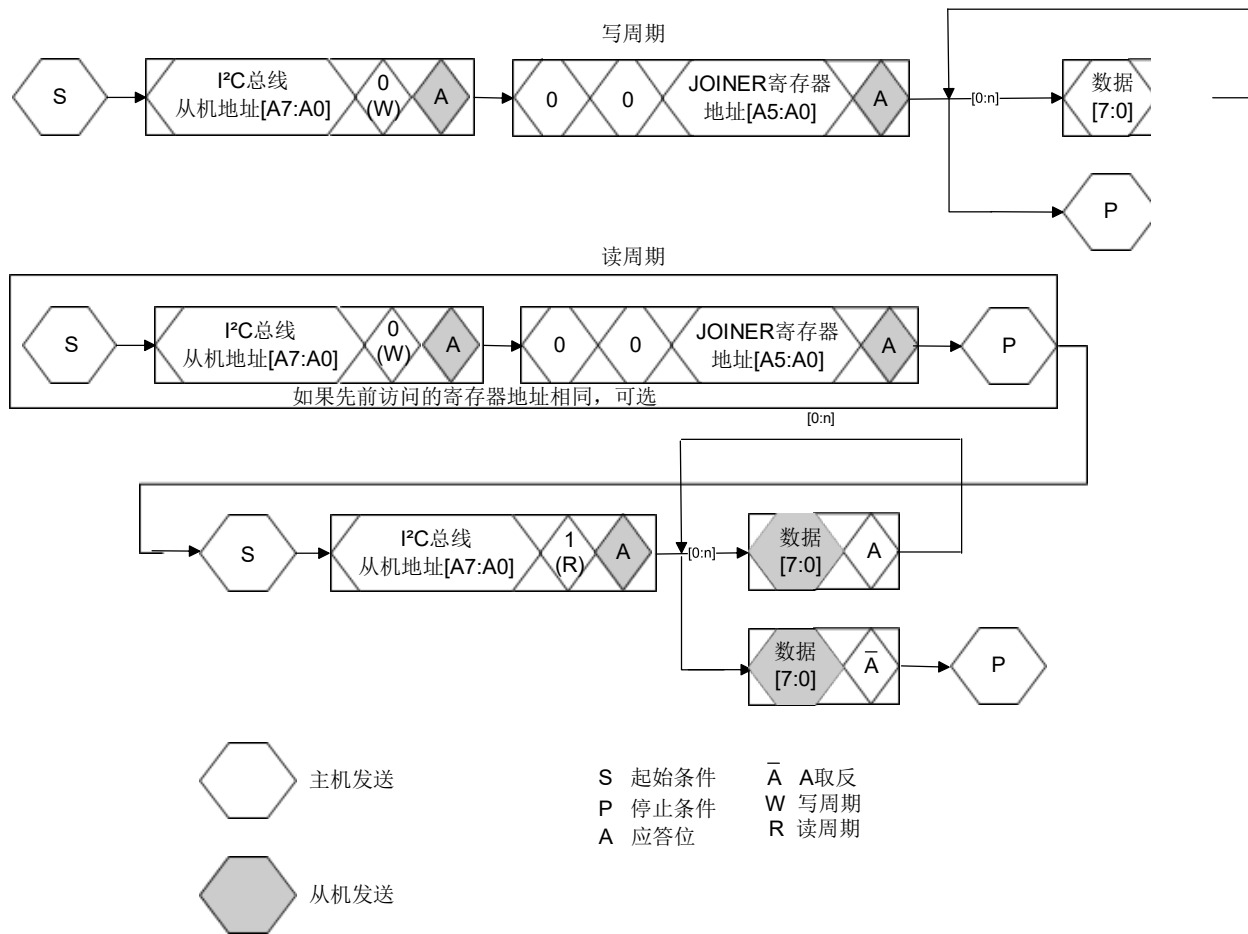 写周期
S
I²C总线
从机地址[A7:A0]
0
(W)
A
0
0
JOINER寄存器
地址[A5:A0]
A
[0:n]
数据
[7:0]
P
读周期
S
I²C总线
从机地址[A7:A0]
0
(W)
A
0
0
JOINER寄存器
地址[A5:A0]
A
P
如果先前访问的寄存器地址相同，可选
[0:n]
S
I²C总线
从机地址[A7:A0]
1
(R)
A
[0:n]
数据
[7:0]
A
数据
[7:0]
A̅
P
主机发送
S 起始条件
P 停止条件
A 应答位
A̅ A取反
W 写周期
R 读周期
从机发送